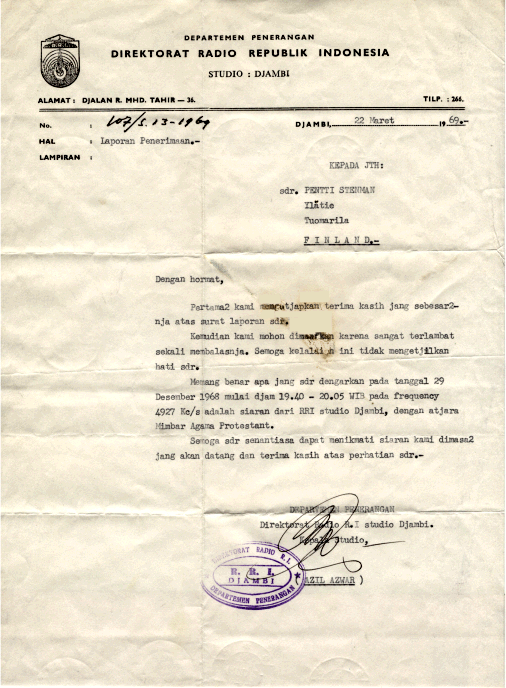 DEPARTEMEN PENERANGAN
DIREKTORAT RADIO REPUBLIK INDONESIA
STUDIO : DJAMBI
ALAMAT : DJALAN R. MHD. TAHIR — 36.
TILP. : 266.
No. : 107/S.13-1969
DJAMBI, 22 Maret 1969.-
HAL : Laporan Penerimaan.-
LAMPIRAN :
KEPADA JTH:
sdr. PENTTI STENMAN
Ylätie
Tuomarila
F I N L A N D.-
Dengan hormat,
Pertama2 kami mengutjapkan terima kasih jang sebesar2-
nja atas surat laporan sdr.
Kemudian kami mohon dimaafkan karena sangat terlambat
sekali membalasnja. Semoga kelalaian ini tidak mengetjilkan
hati sdr.
Memang benar apa jang sdr dengarkan pada tanggal 29
Desember 1968 mulai djam 19.40 - 20.05 WIB pada frequency
4927 Kc/s adalah siaran dari RRI studio Djambi, dengan atjara
Mimbar Agama Protestant.
Semoga sdr senantiasa dapat menikmati siaran kami dimasa2
jang akan datang dan terima kasih atas perhatian sdr.-
DEPARTEMEN PENERANGAN
Direktorat Radio R.I studio Djambi.
Kepala Studio,
DIREKTORAT RADIO R.I.
R. R. I.
DJAMBI
DEPARTEMEN PENERANGAN
( AZIL AZWAR )